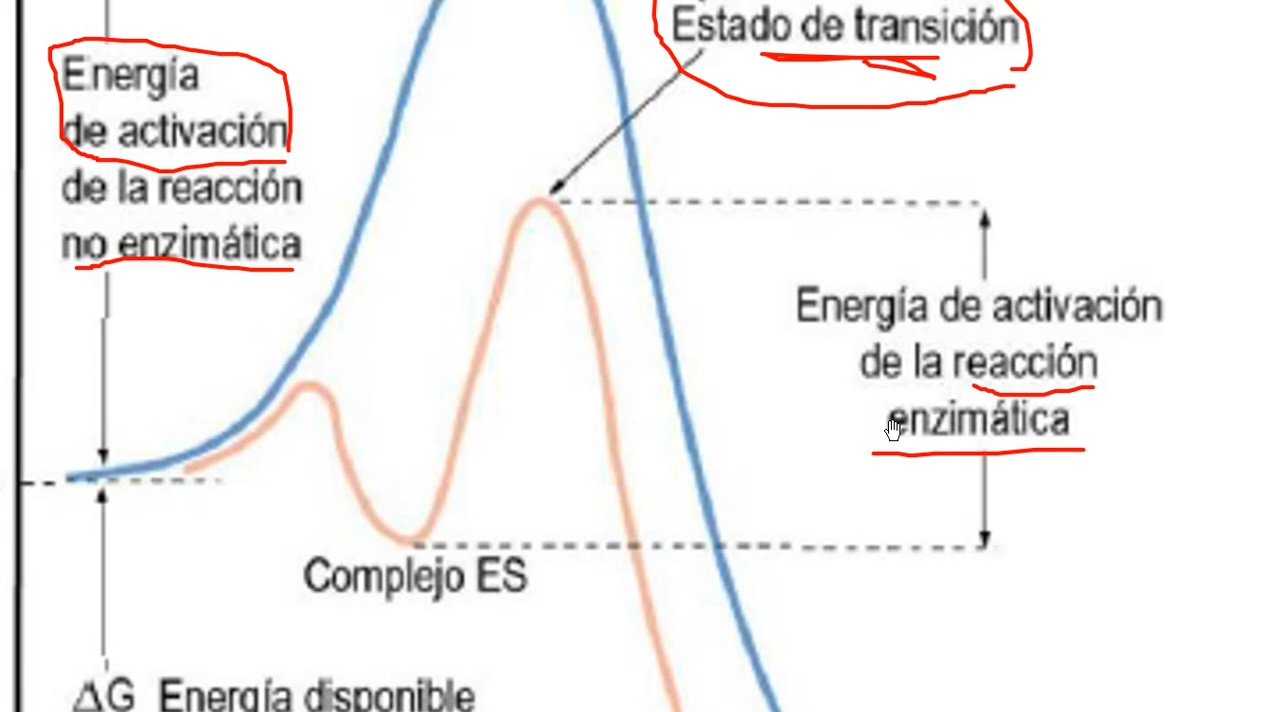 Estado de transición
Energía
de activación
de la reacción
no enzimática
Energía de activación
de la reacción
enzimática
Complejo ES
ΔG Energía disponible